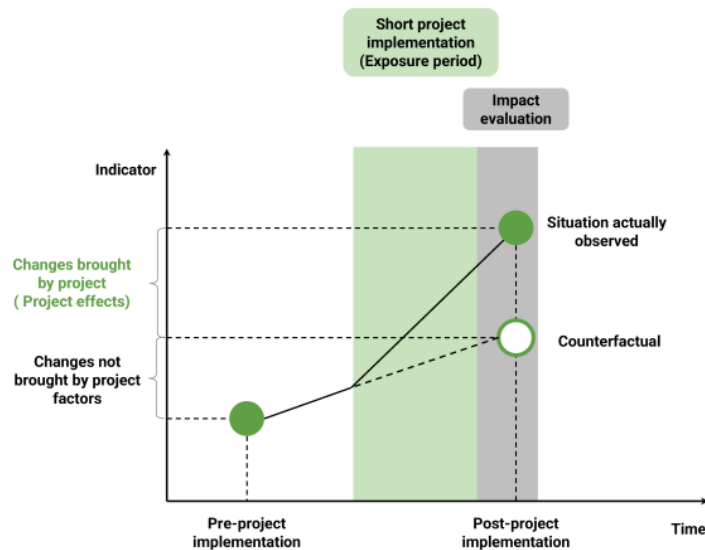 Short project
implementation
(Exposure period)
Impact
evaluation
Indicator
Situation actually
observed
Changes brought
by project
( Project effects)
Counterfactual
Changes not
brought by project
factors
Pre-project
implementation
Post-project
implementation
Time